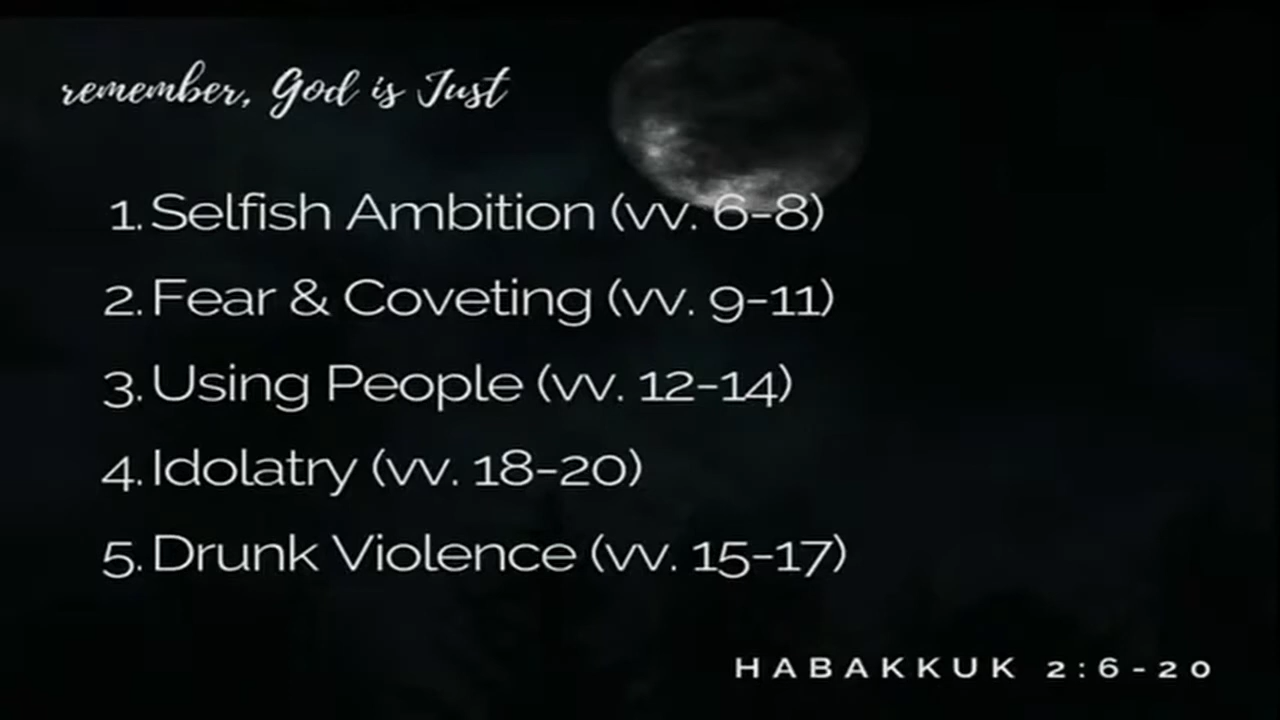 remember, God is Just
1. Selfish Ambition (vv. 6-8)
2. Fear & Coveting (vv. 9-11)
3. Using People (vv. 12-14)
4. Idolatry (vv. 18-20)
5. Drunk Violence (vv. 15-17)
HABAKKUK 2:6-20